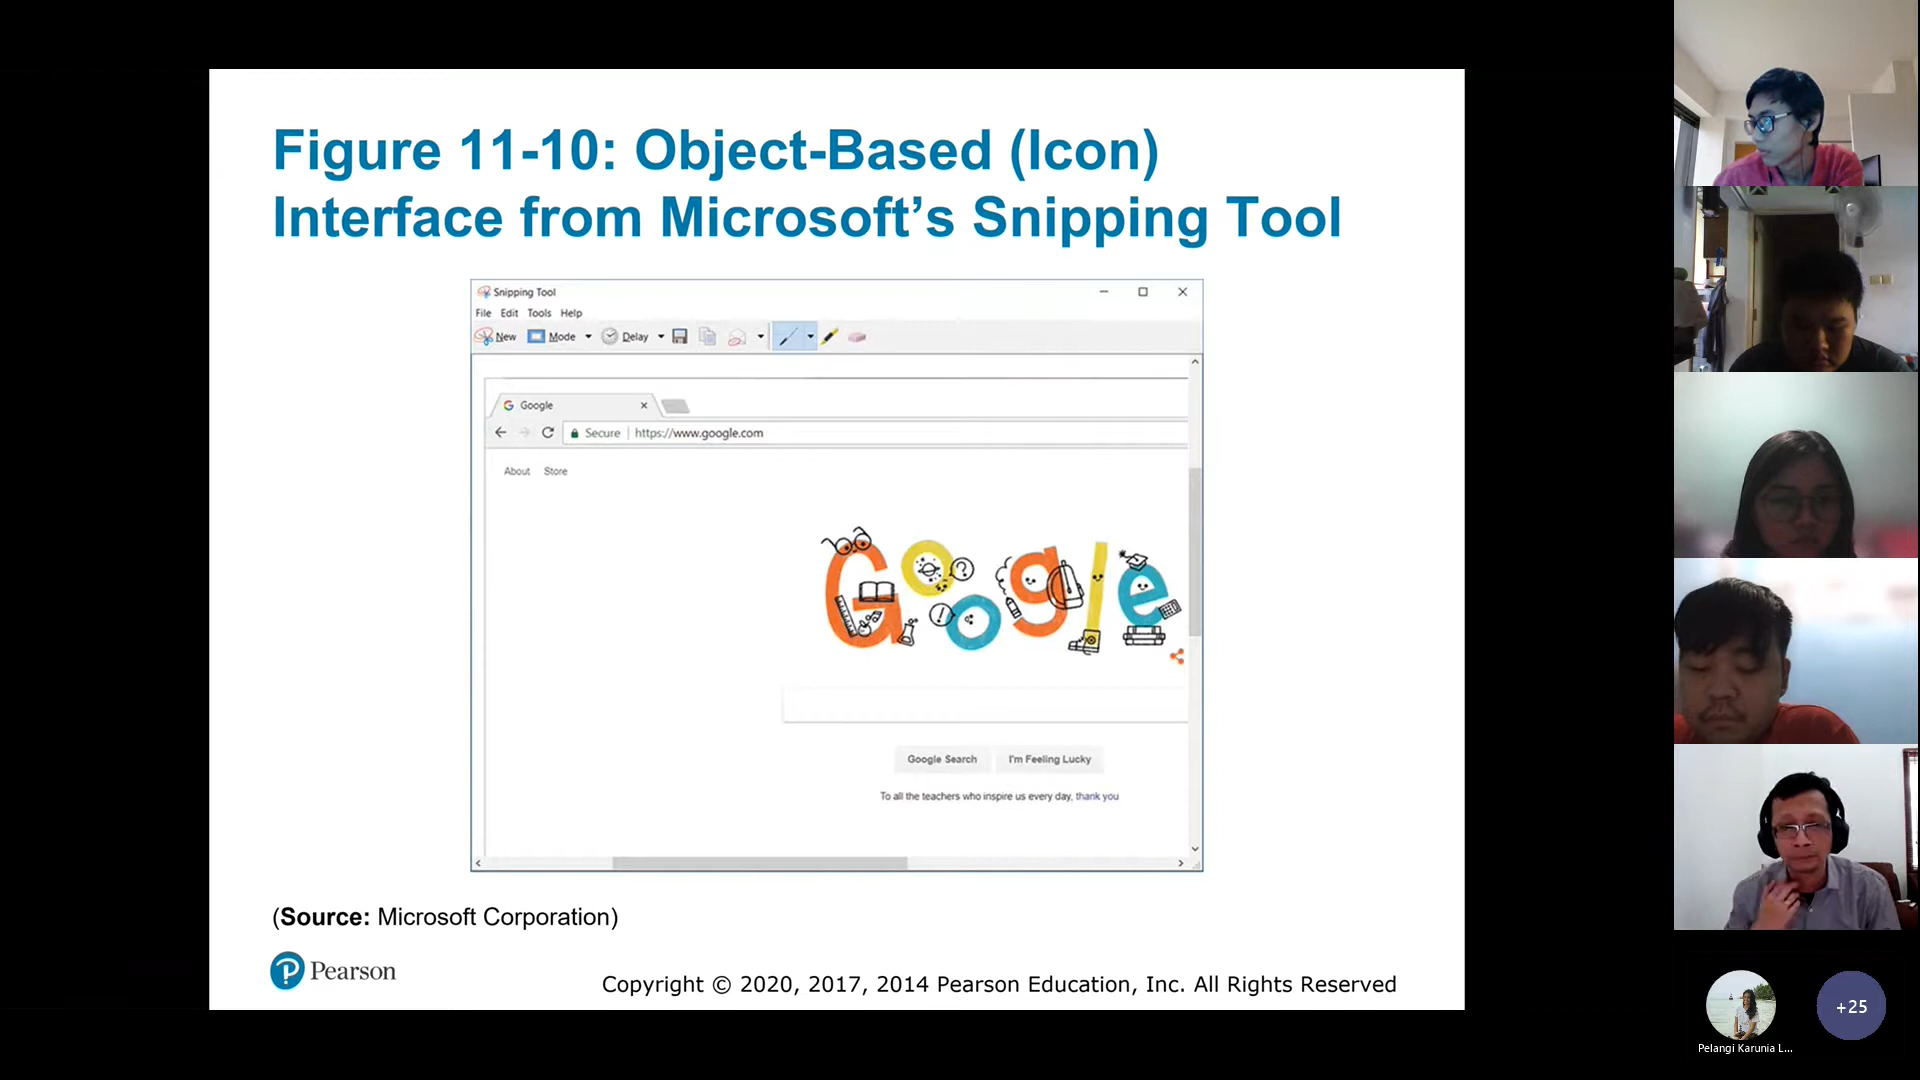 Figure 11-10: Object-Based (Icon)
Interface from Microsoft’s Snipping Tool
Snipping Tool
File Edit Tools Help
New Mode Delay
Google
Secure https://www.google.com
About Store
Google
Google Search I'm Feeling Lucky
To all the teachers who inspire us every day, thank you
(Source: Microsoft Corporation)
Pearson
Copyright © 2020, 2017, 2014 Pearson Education, Inc. All Rights Reserved
+25
Pelangi Karunia L...